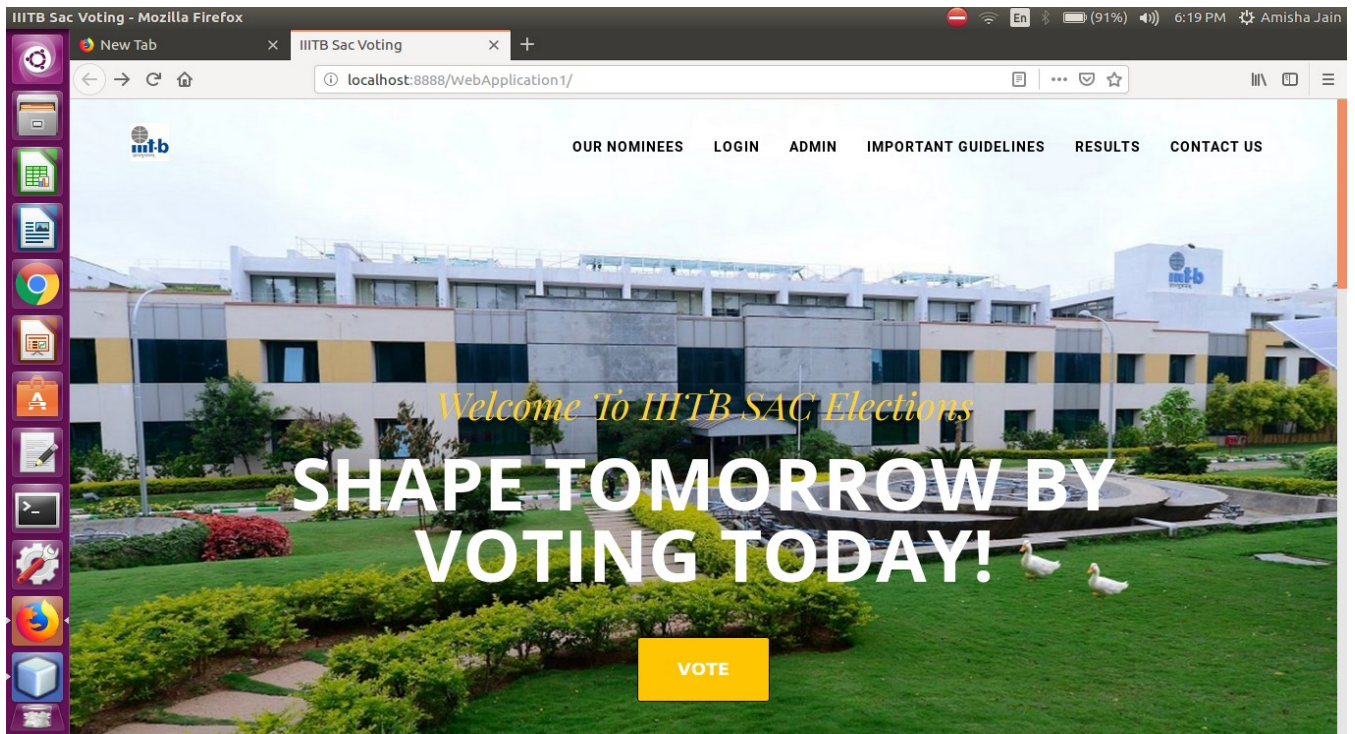 IIITB Sac Voting - Mozilla Firefox
En (91%) 6:19 PM Amisha Jain
New Tab IIITB Sac Voting
localhost:8888/WebApplication1/
iiit-b
OUR NOMINEES LOGIN ADMIN IMPORTANT GUIDELINES RESULTS CONTACT US
iiit-b
Welcome To IIITB SAC Elections
SHAPE TOMORROW BY
VOTING TODAY!
VOTE